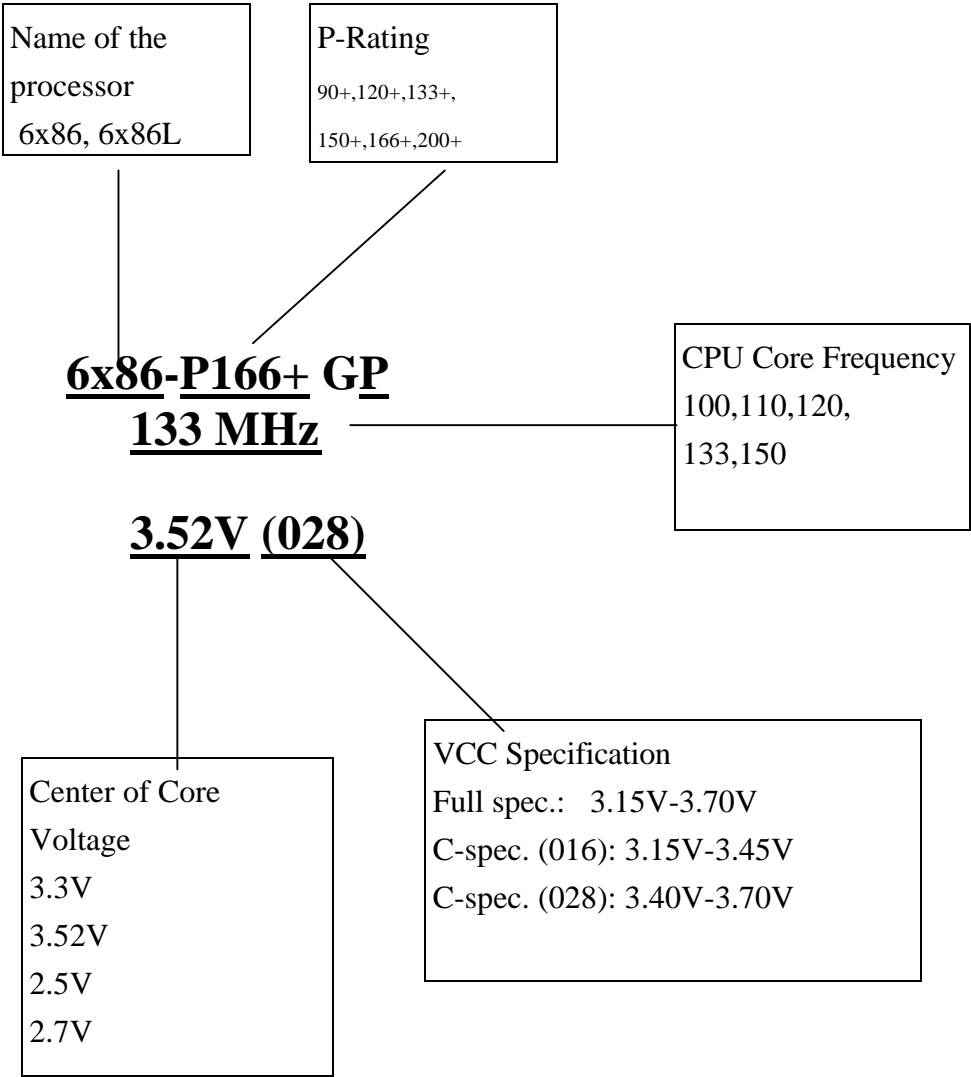 Name of the
processor
6x86, 6x86L
P-Rating
90+,120+,133+,
150+,166+,200+
6x86-P166+ GP
133 MHz
CPU Core Frequency
100,110,120,
133,150
3.52V (028)
Center of Core
Voltage
3.3V
3.52V
2.5V
2.7V
VCC Specification
Full spec.: 3.15V-3.70V
C-spec. (016): 3.15V-3.45V
C-spec. (028): 3.40V-3.70V